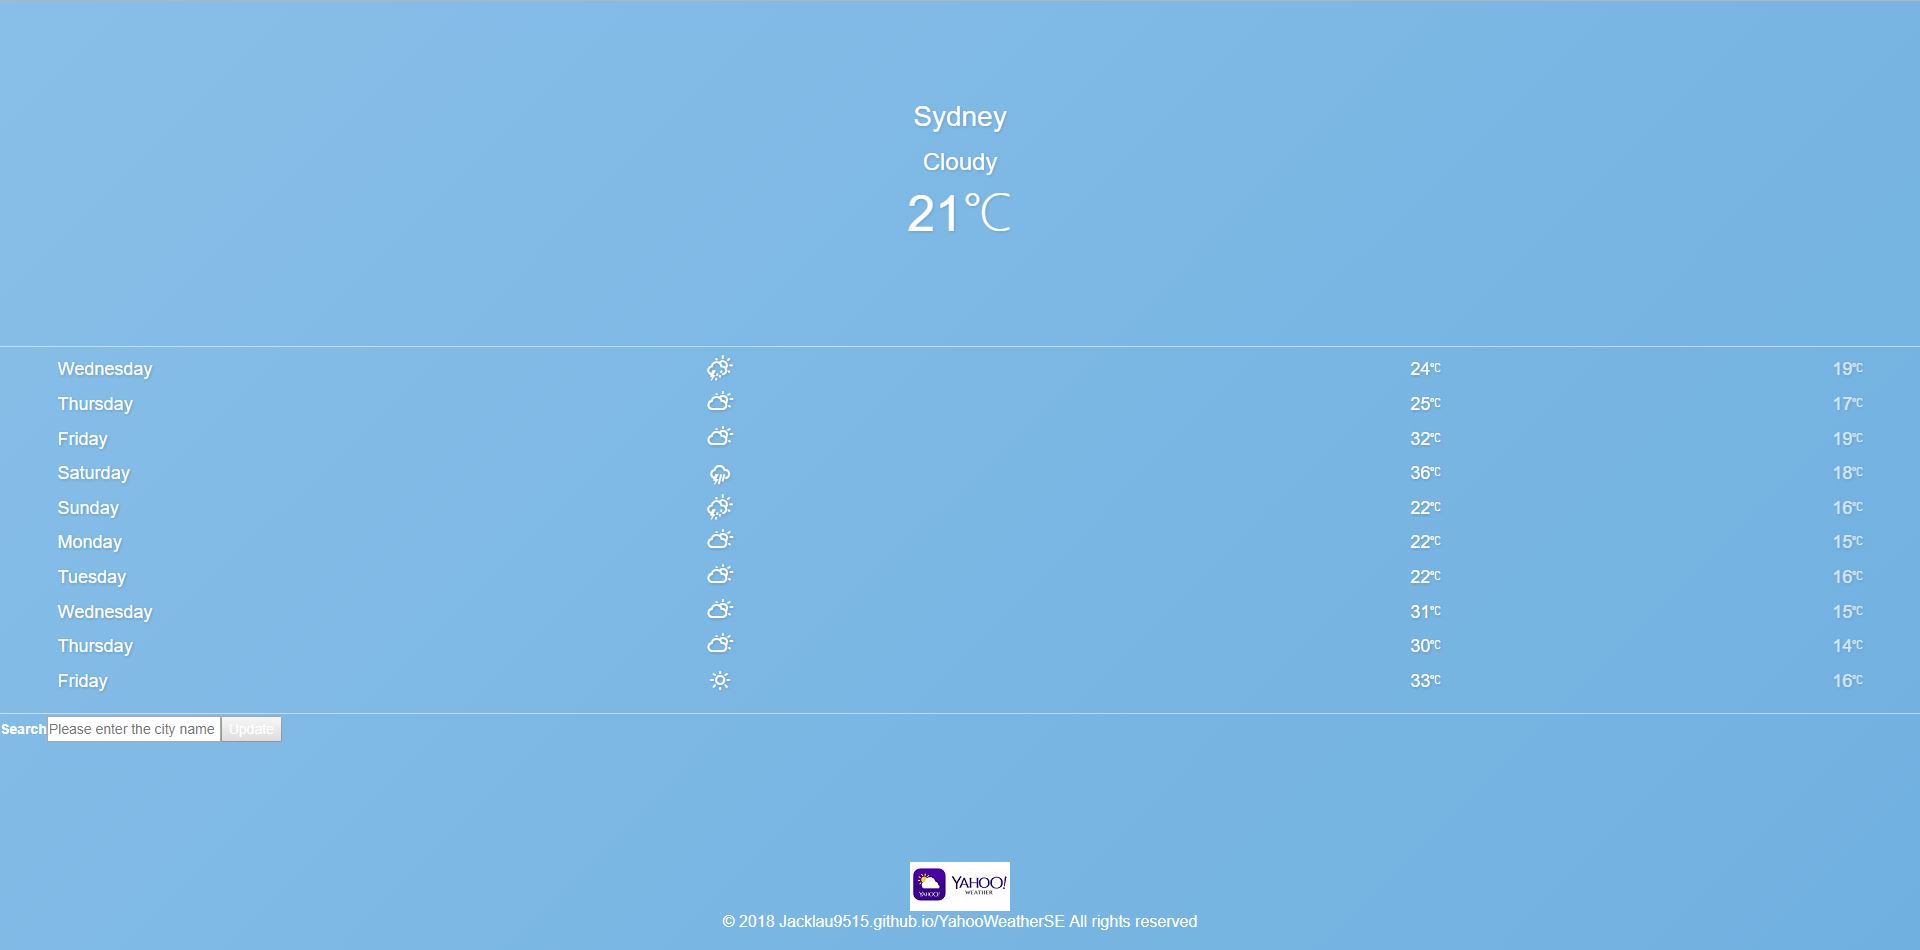 Sydney
Cloudy
21℃
Wednesday 24℃ 19℃
Thursday 25℃ 17℃
Friday 32℃ 19℃
Saturday 36℃ 18℃
Sunday 22℃ 16℃
Monday 22℃ 15℃
Tuesday 22℃ 16℃
Wednesday 31℃ 15℃
Thursday 30℃ 14℃
Friday 33℃ 16℃
Search Please enter the city name Update
YAHOO! YAHOO!
WEATHER
© 2018 Jacklau9515.github.io/YahooWeatherSE All rights reserved